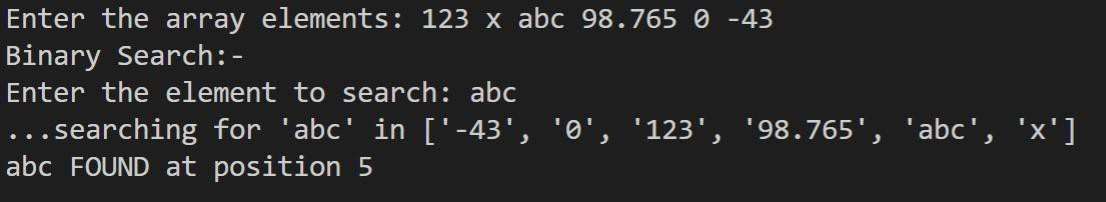 Enter the array elements: 123 x abc 98.765 0 -43
Binary Search:-
Enter the element to search: abc
...searching for 'abc' in ['-43', '0', '123', '98.765', 'abc', 'x']
abc FOUND at position 5